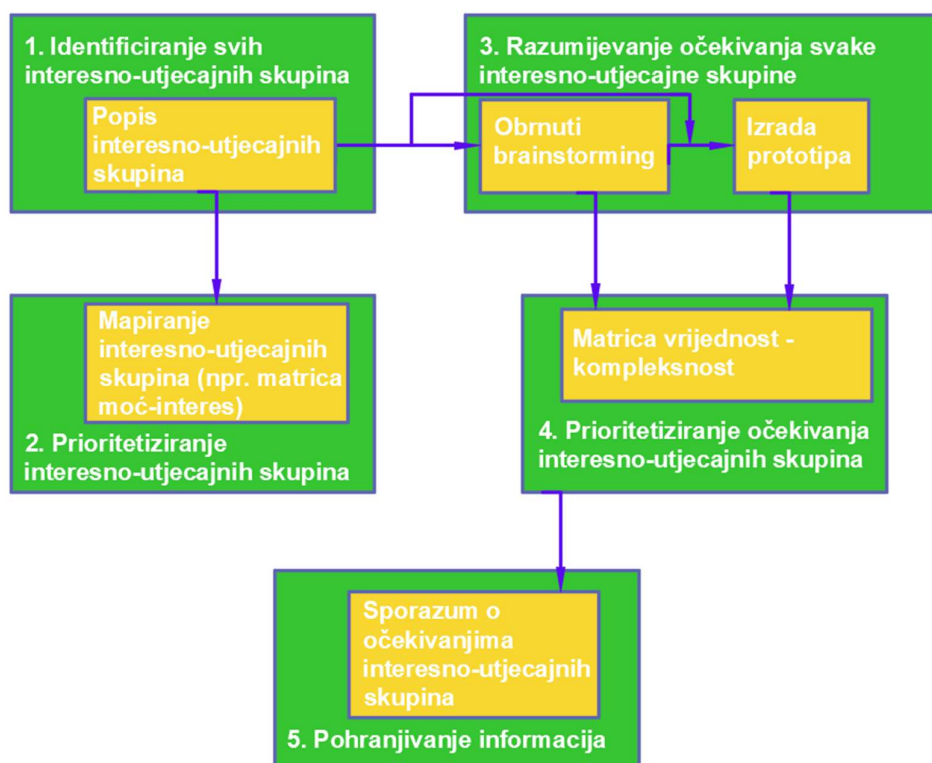 1. Identificiranje svih
interesno-utjecajnih skupina
Popis
interesno-utjecajnih
skupina
3. Razumijevanje očekivanja svake
interesno-utjecajne skupine
Obrnuti
brainstorming
Izrada
prototipa
Mapiranje
interesno-utjecajnih
skupina (npr. matrica
moć-interes)
2. Prioritetiziranje
interesno-utjecajnih skupina
Matrica vrijednost -
kompleksnost
4. Prioritetiziranje očekivanja
interesno-utjecajnih skupina
Sporazum o
očekivanjima
interesno-utjecajnih
skupina
5. Pohranjivanje informacija